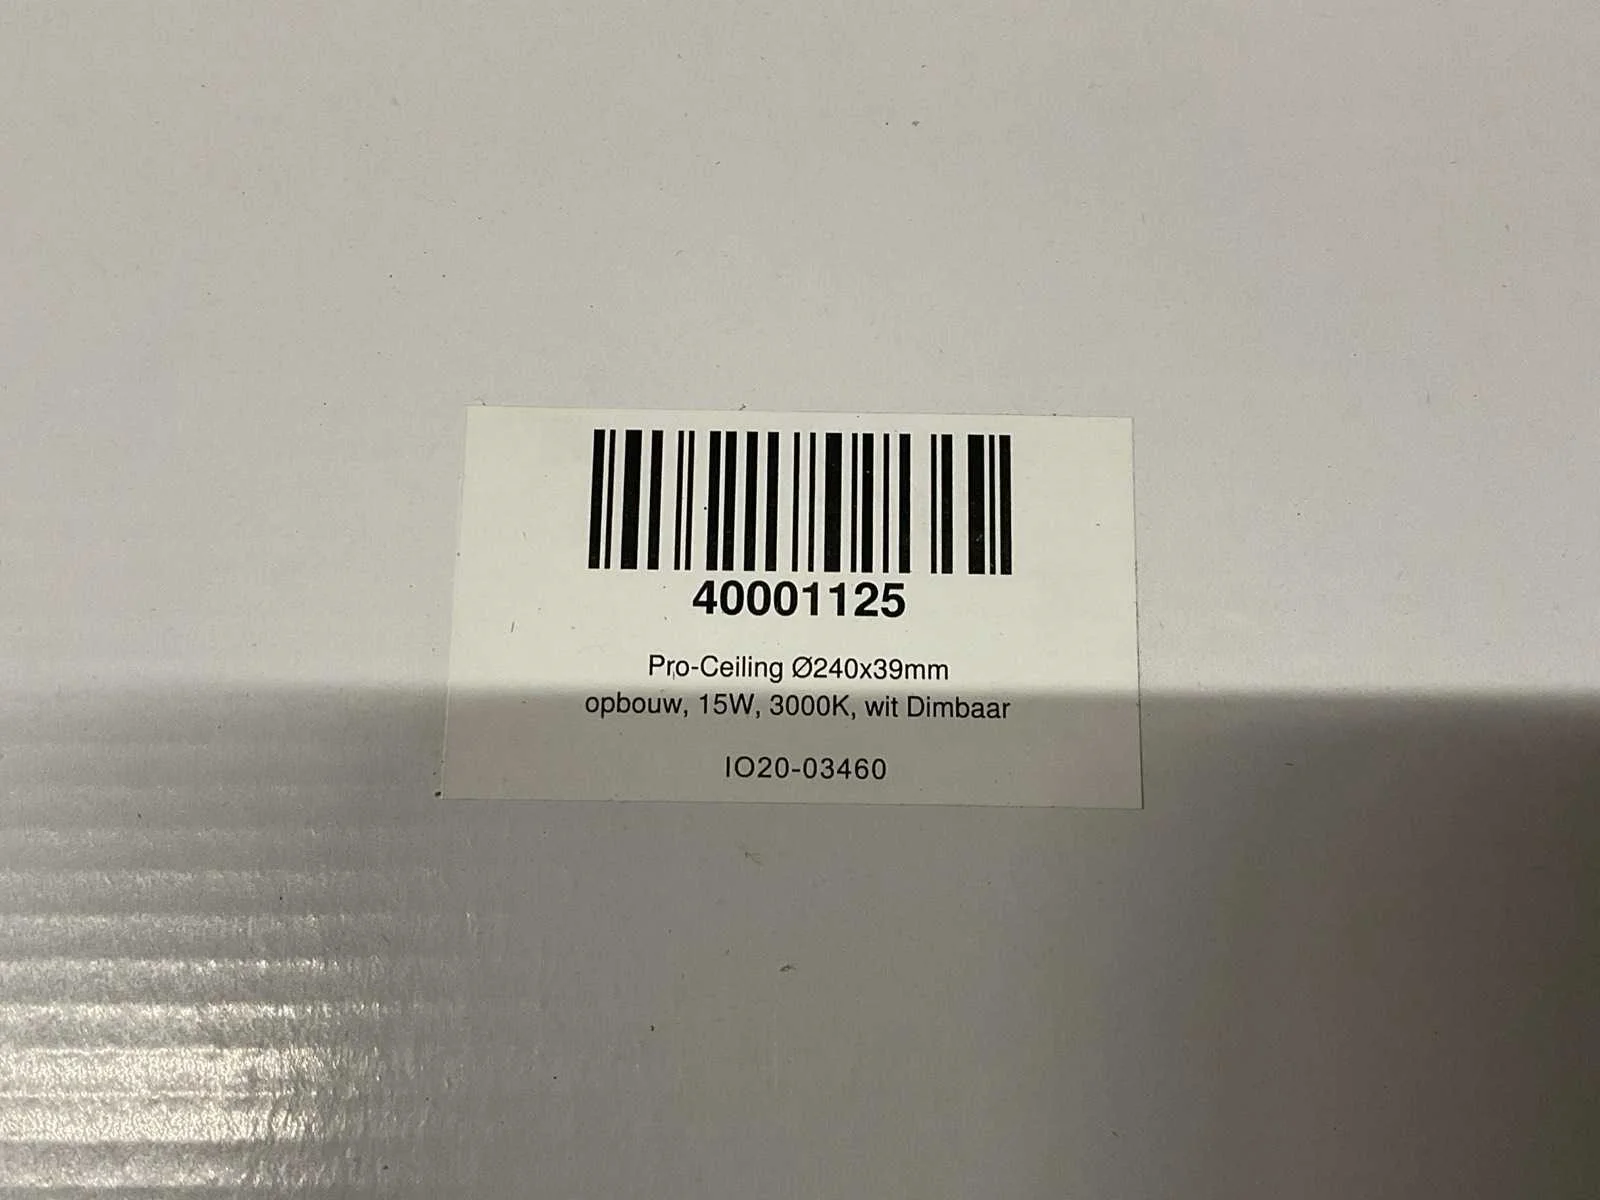 40001125
Pro-Ceiling Ø240x39mm
opbouw, 15W, 3000K, wit Dimbaar
IO20-03460